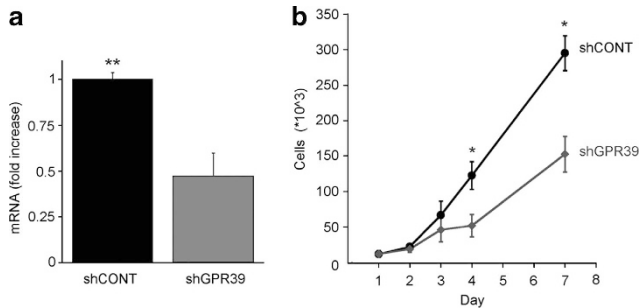 a
mRNA (fold increase)
1
0.75
0.5
0.25
0
**
shCONT
shGPR39
b
Cells (*10^3)
350
300
250
200
150
100
50
0
*
*
shCONT
shGPR39
1 2 3 4 5 6 7 8
Day